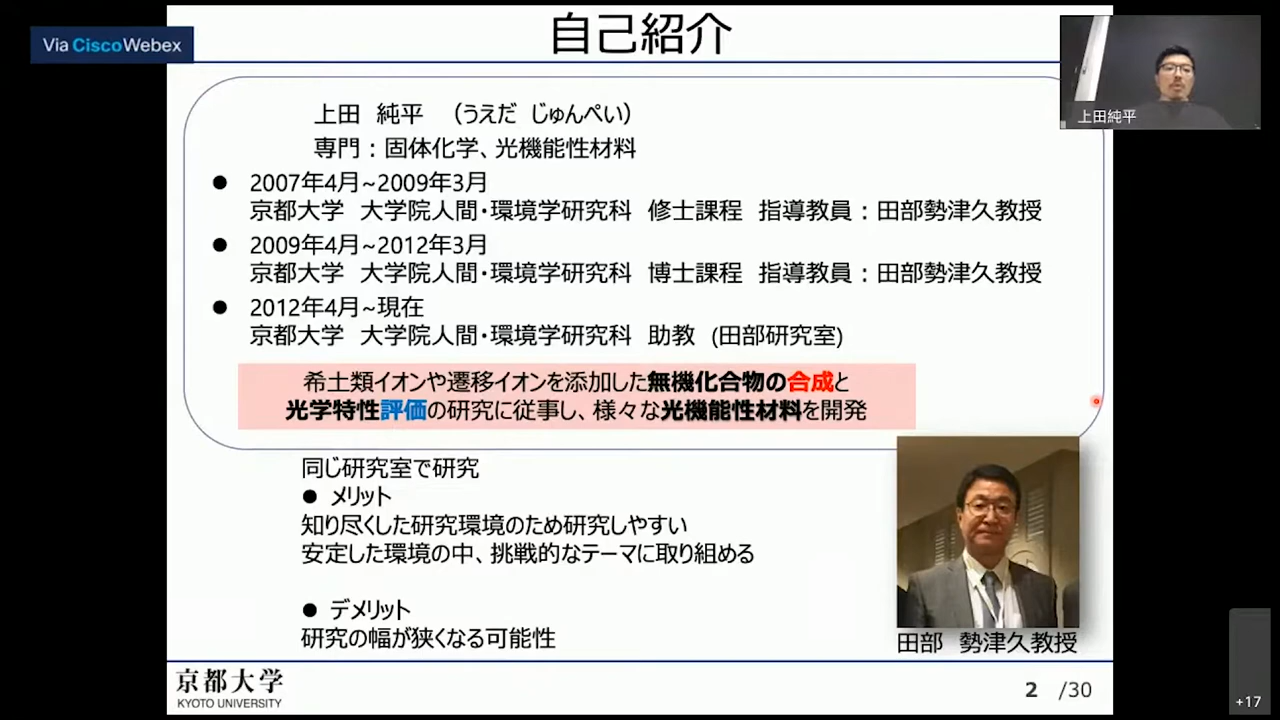 Via CiscoWebex
自己紹介
上田純平
上田　純平　（うえだ　じゅんぺい）
専門：固体化学、光機能性材料
● 2007年4月~2009年3月
京都大学　大学院人間・環境学研究科　修士課程　指導教員：田部勢津久教授
● 2009年4月~2012年3月
京都大学　大学院人間・環境学研究科　博士課程　指導教員：田部勢津久教授
● 2012年4月~現在
京都大学　大学院人間・環境学研究科　助教　(田部研究室)
希土類イオンや遷移イオンを添加した無機化合物の合成と
光学特性評価の研究に従事し、様々な光機能性材料を開発
同じ研究室で研究
● メリット
知り尽くした研究環境のため研究しやすい
安定した環境の中、挑戦的なテーマに取り組める
● デメリット
研究の幅が狭くなる可能性
田部　勢津久教授
京都大学
KYOTO UNIVERSITY
2 /30
+17